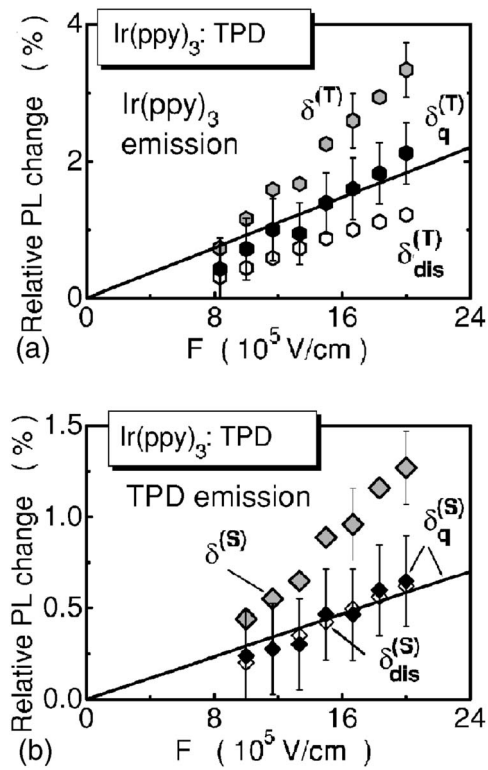 Relative PL change (%)
4
2
0
Ir(ppy)3: TPD
Ir(ppy)3
emission
δ(T)
δq(T)
δdis(T)
0 8 16 24
(a) F (10^5 V/cm)
Relative PL change (%)
1.5
1.0
0.5
0.0
Ir(ppy)3: TPD
TPD emission
δ(S)
δq(S)
δdis(S)
0 8 16 24
(b) F (10^5 V/cm)